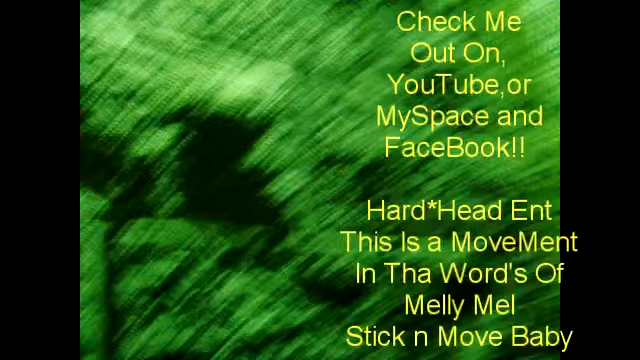 Check Me
Out On,
YouTube,or
MySpace and
FaceBook!!
Hard*Head Ent
This Is a MoveMent
In Tha Word's Of
Melly Mel
Stick n Move Baby